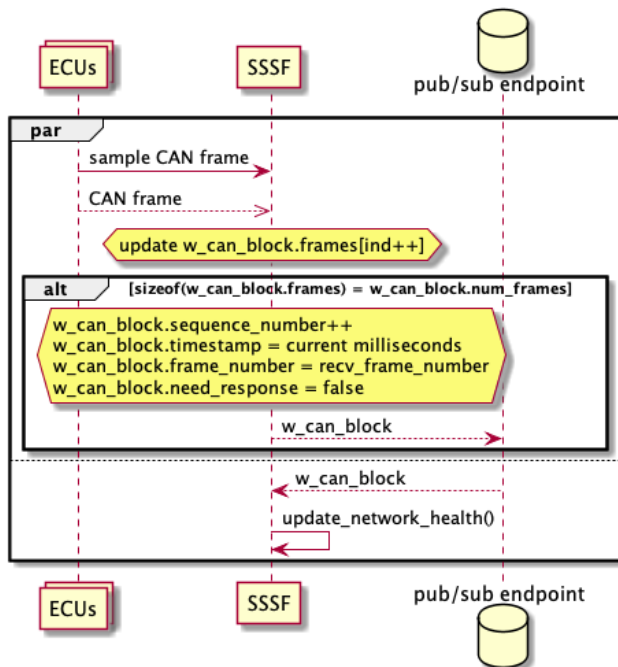 ECUs
SSSF
pub/sub endpoint
par
sample CAN frame
CAN frame
update w_can_block.frames[ind++]
alt
[sizeof(w_can_block.frames) = w_can_block.num_frames]
w_can_block.sequence_number++
w_can_block.timestamp = current milliseconds
w_can_block.frame_number = recv_frame_number
w_can_block.need_response = false
w_can_block
w_can_block
update_network_health()
ECUs
SSSF
pub/sub endpoint